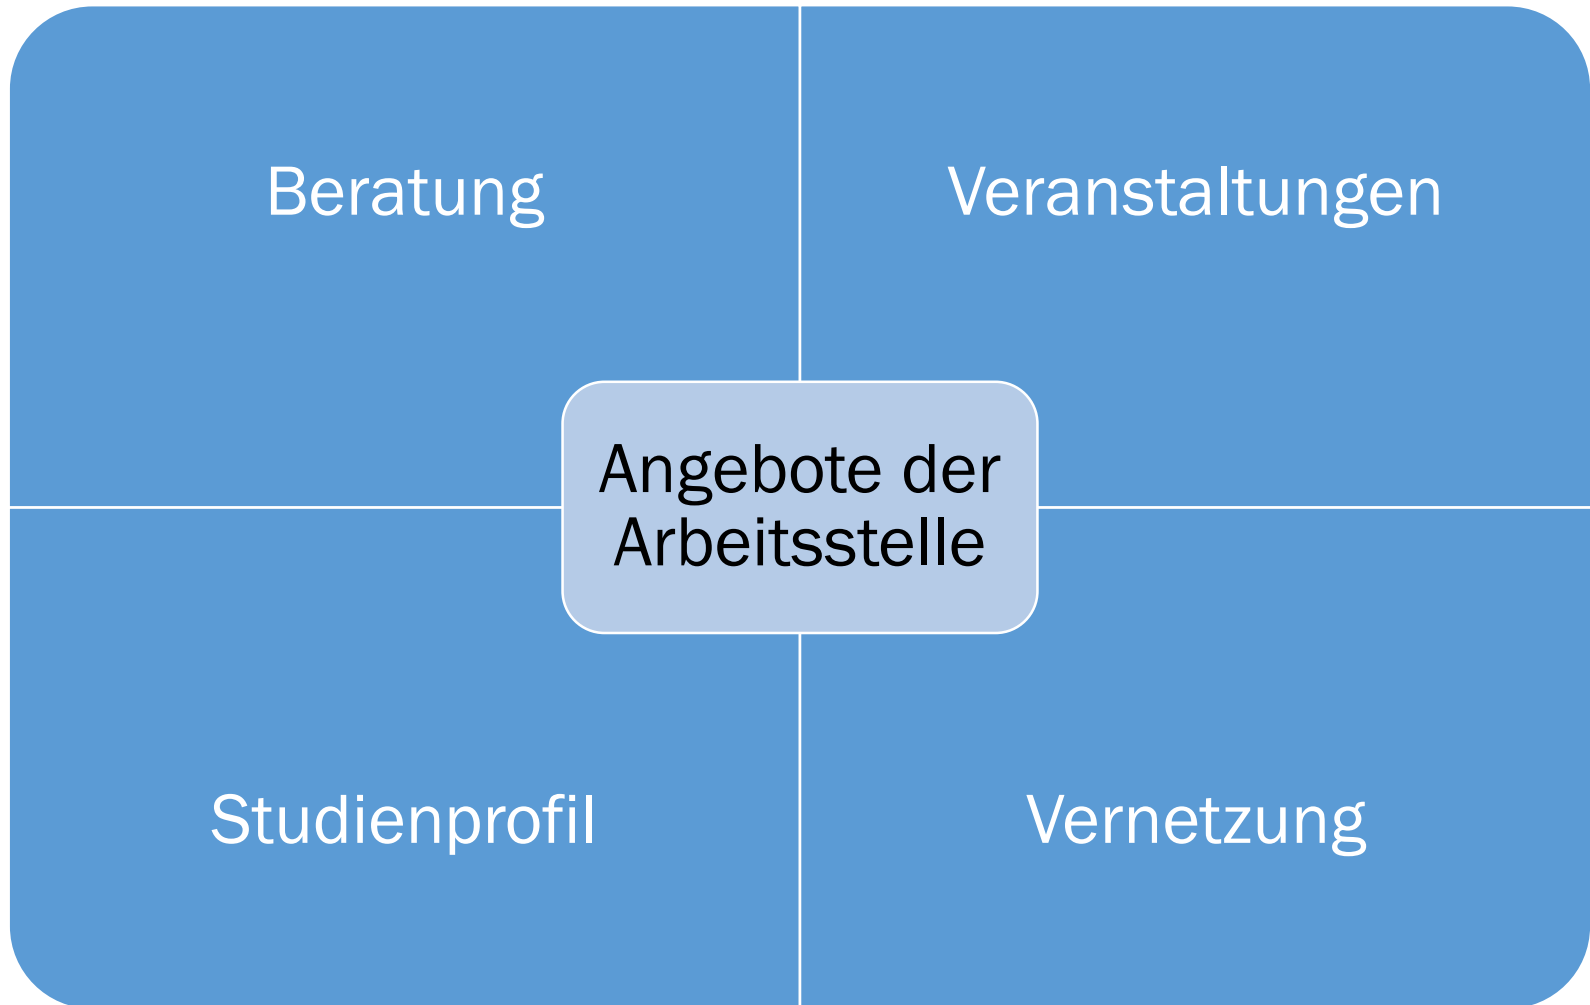 Beratung
Veranstaltungen
Angebote der
Arbeitsstelle
Studienprofil
Vernetzung